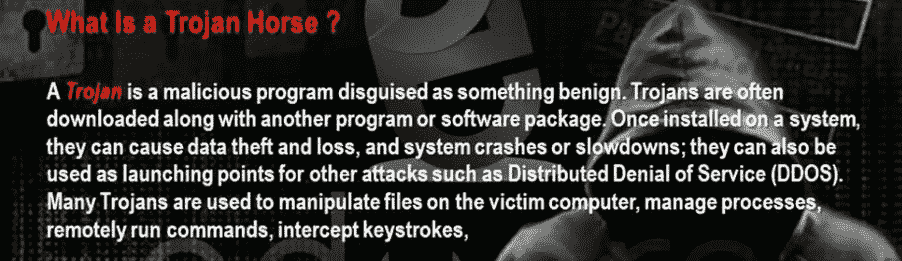 What Is a Trojan Horse ?
A Trojan is a malicious program disguised as something benign. Trojans are often
downloaded along with another program or software package. Once installed on a system,
they can cause data theft and loss, and system crashes or slowdowns; they can also be
used as launching points for other attacks such as Distributed Denial of Service (DDOS).
Many Trojans are used to manipulate files on the victim computer, manage processes,
remotely run commands, intercept keystrokes,